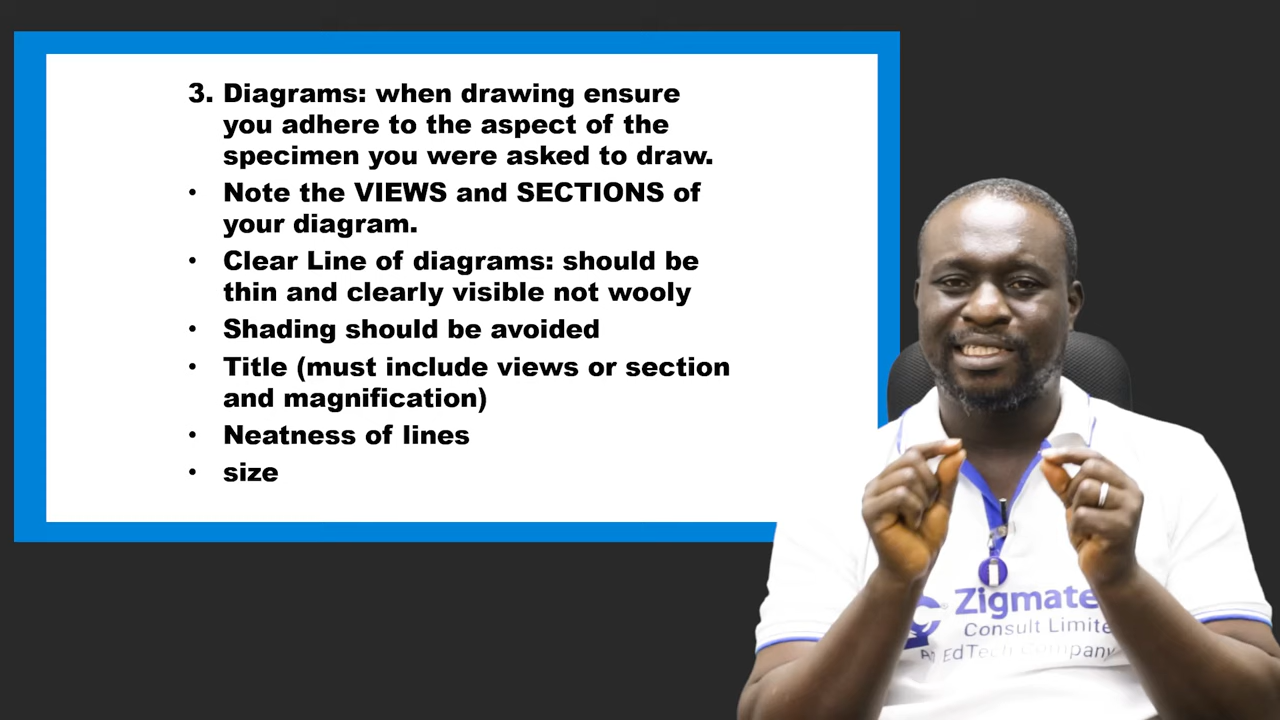 3. Diagrams: when drawing ensure
you adhere to the aspect of the
specimen you were asked to draw.
• Note the VIEWS and SECTIONS of
your diagram.
• Clear Line of diagrams: should be
thin and clearly visible not wooly
• Shading should be avoided
• Title (must include views or section
and magnification)
• Neatness of lines
• size
Zigmate
Consult Limite
An EdTech Company